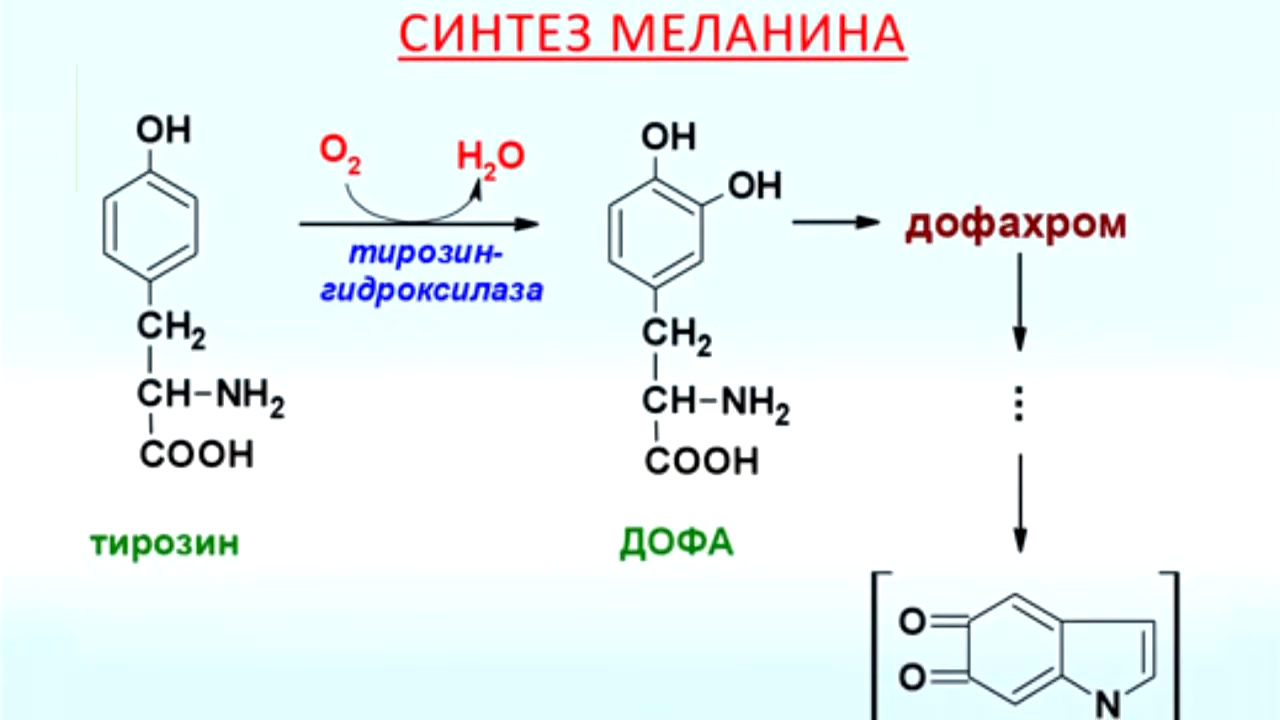 СИНТЕЗ МЕЛАНИНА
OH
O2
H2O
тирозин-
гидроксилаза
CH2
CH–NH2
COOH
тирозин
OH
OH
CH2
CH–NH2
COOH
ДОФА
дофахром
⋮
O
O
N